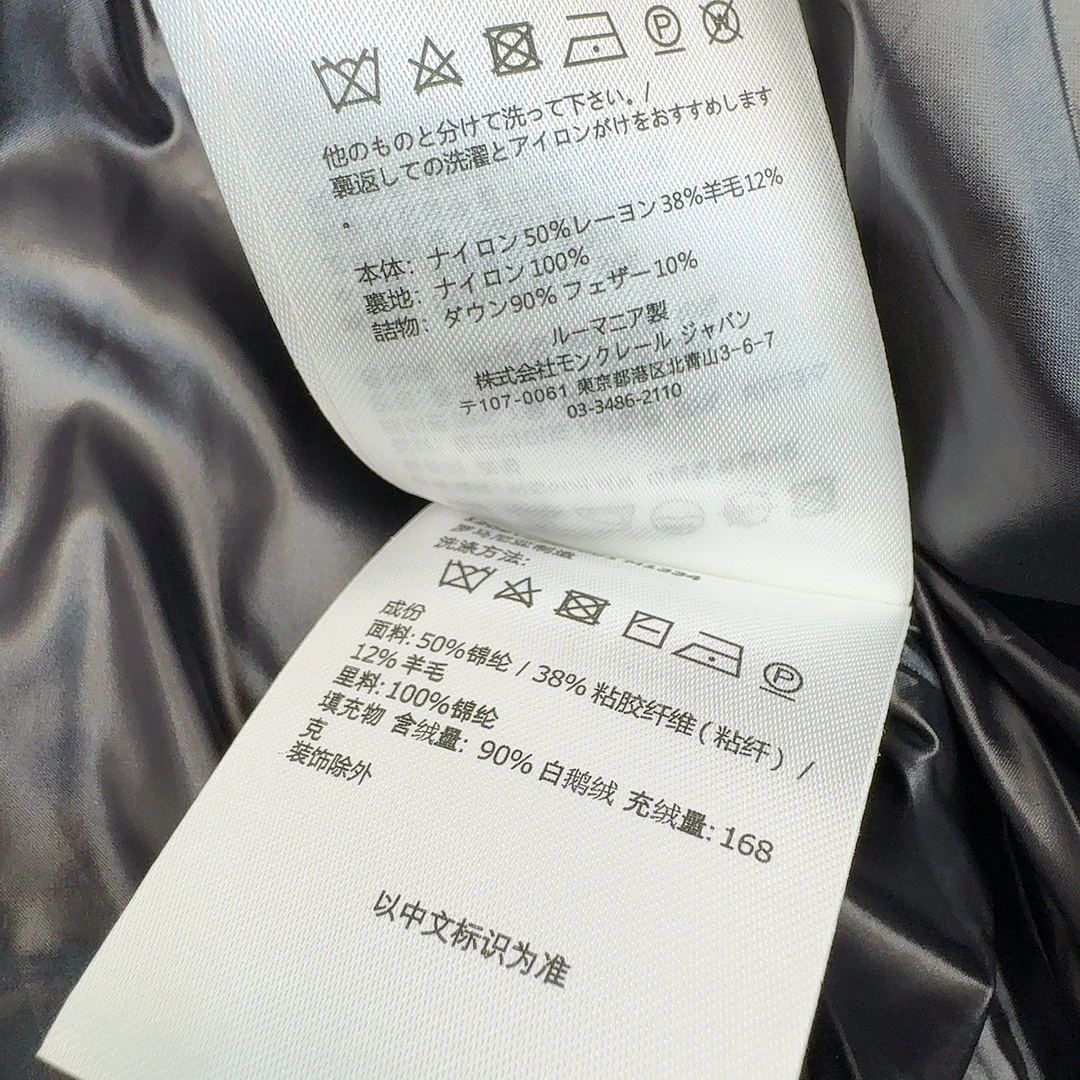 他のものと分けて洗って下さい。/
裏返しての洗濯とアイロンがけをおすすめします
。
本体: ナイロン 50%レーヨン 38%羊毛12%
裏地: ナイロン 100%
詰物: ダウン90% フェザー 10%
ルーマニア製
株式会社モンクレール ジャパン
〒107-0061 東京都港区北青山3-6-7
03-3486-2110
洗涤方法:
成份
面料: 50%锦纶 / 38% 粘胶纤维 ( 粘纤 ) /
12% 羊毛
里料: 100%锦纶
填充物 含绒量: 90% 白鹅绒 充绒量: 168
克
装饰除外
以中文标识为准